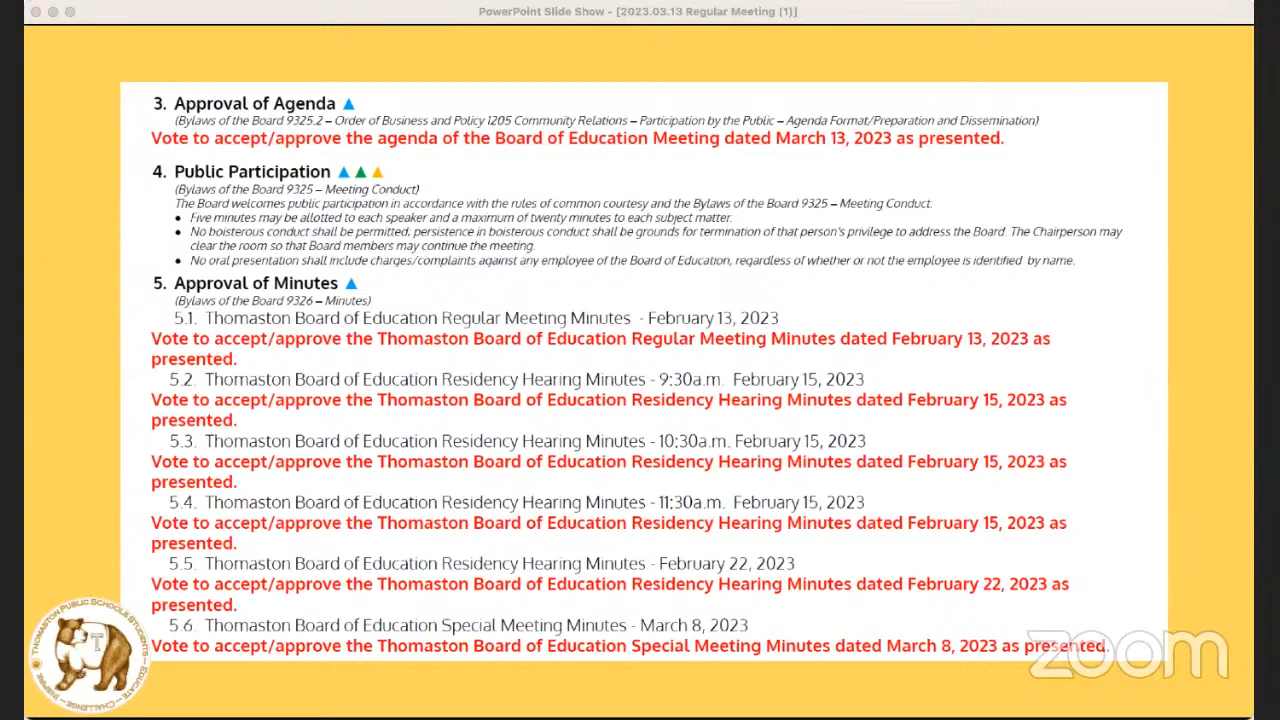 PowerPoint Slide Show - [2023.03.13 Regular Meeting (1)]
3. Approval of Agenda
(Bylaws of the Board 9325.2 – Order of Business and Policy 1205 Community Relations – Participation by the Public – Agenda Format/Preparation and Dissemination)
Vote to accept/approve the agenda of the Board of Education Meeting dated March 13, 2023 as presented.
4. Public Participation
(Bylaws of the Board 9325 – Meeting Conduct)
The Board welcomes public participation in accordance with the rules of common courtesy and the Bylaws of the Board 9325 – Meeting Conduct:
• Five minutes may be allotted to each speaker and a maximum of twenty minutes to each subject matter.
• No boisterous conduct shall be permitted, persistence in boisterous conduct shall be grounds for termination of that person's privilege to address the Board. The Chairperson may
clear the room so that Board members may continue the meeting.
• No oral presentation shall include charges/complaints against any employee of the Board of Education, regardless of whether or not the employee is identified by name.
5. Approval of Minutes
(Bylaws of the Board 9326 – Minutes)
5.1. Thomaston Board of Education Regular Meeting Minutes - February 13, 2023
Vote to accept/approve the Thomaston Board of Education Regular Meeting Minutes dated February 13, 2023 as
presented.
5.2. Thomaston Board of Education Residency Hearing Minutes - 9:30a.m. February 15, 2023
Vote to accept/approve the Thomaston Board of Education Residency Hearing Minutes dated February 15, 2023 as
presented.
5.3. Thomaston Board of Education Residency Hearing Minutes - 10:30a.m. February 15, 2023
Vote to accept/approve the Thomaston Board of Education Residency Hearing Minutes dated February 15, 2023 as
presented.
5.4. Thomaston Board of Education Residency Hearing Minutes - 11:30a.m. February 15, 2023
Vote to accept/approve the Thomaston Board of Education Residency Hearing Minutes dated February 15, 2023 as
presented.
5.5. Thomaston Board of Education Residency Hearing Minutes - February 22, 2023
Vote to accept/approve the Thomaston Board of Education Residency Hearing Minutes dated February 22, 2023 as
presented.
5.6. Thomaston Board of Education Special Meeting Minutes - March 8, 2023
Vote to accept/approve the Thomaston Board of Education Special Meeting Minutes dated March 8, 2023 as presented.
THOMASTON PUBLIC SCHOOLS STUDENTS
INSPIRE – CHALLENGE – EDUCATE
T
zoom